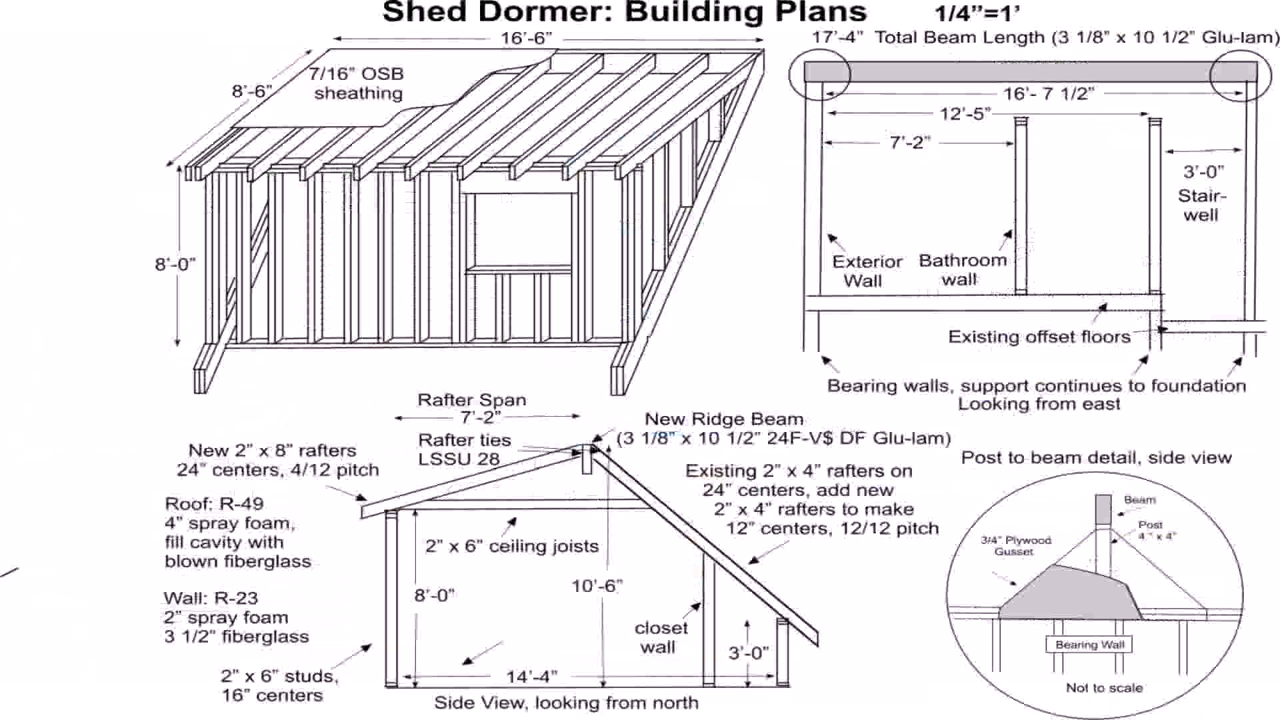 Shed Dormer: Building Plans
1/4”=1’
16’-6”
8’-6”
7/16” OSB
sheathing
8’-0”
17’-4” Total Beam Length (3 1/8” x 10 1/2” Glu-lam)
16’- 7 1/2”
12’-5”
7’-2”
3’-0”
Stair-
well
Exterior
Wall
Bathroom
wall
Existing offset floors
Bearing walls, support continues to foundation
Looking from east
Rafter Span
7’-2”
Rafter ties
LSSU 28
New Ridge Beam
(3 1/8” x 10 1/2” 24F-V$ DF Glu-lam)
New 2” x 8” rafters
24” centers, 4/12 pitch
Roof: R-49
4” spray foam,
fill cavity with
blown fiberglass
Wall: R-23
2” spray foam
3 1/2” fiberglass
2” x 6” studs,
16” centers
Existing 2” x 4” rafters on
24” centers, add new
2” x 4” rafters to make
12” centers, 12/12 pitch
2” x 6” ceiling joists
8’-0”
10’-6”
closet
wall
3’-0”
14’-4”
Side View, looking from north
Post to beam detail, side view
Beam
Post
4 ” x 4”
3/4” Plywood
Gusset
Bearing Wall
Not to scale